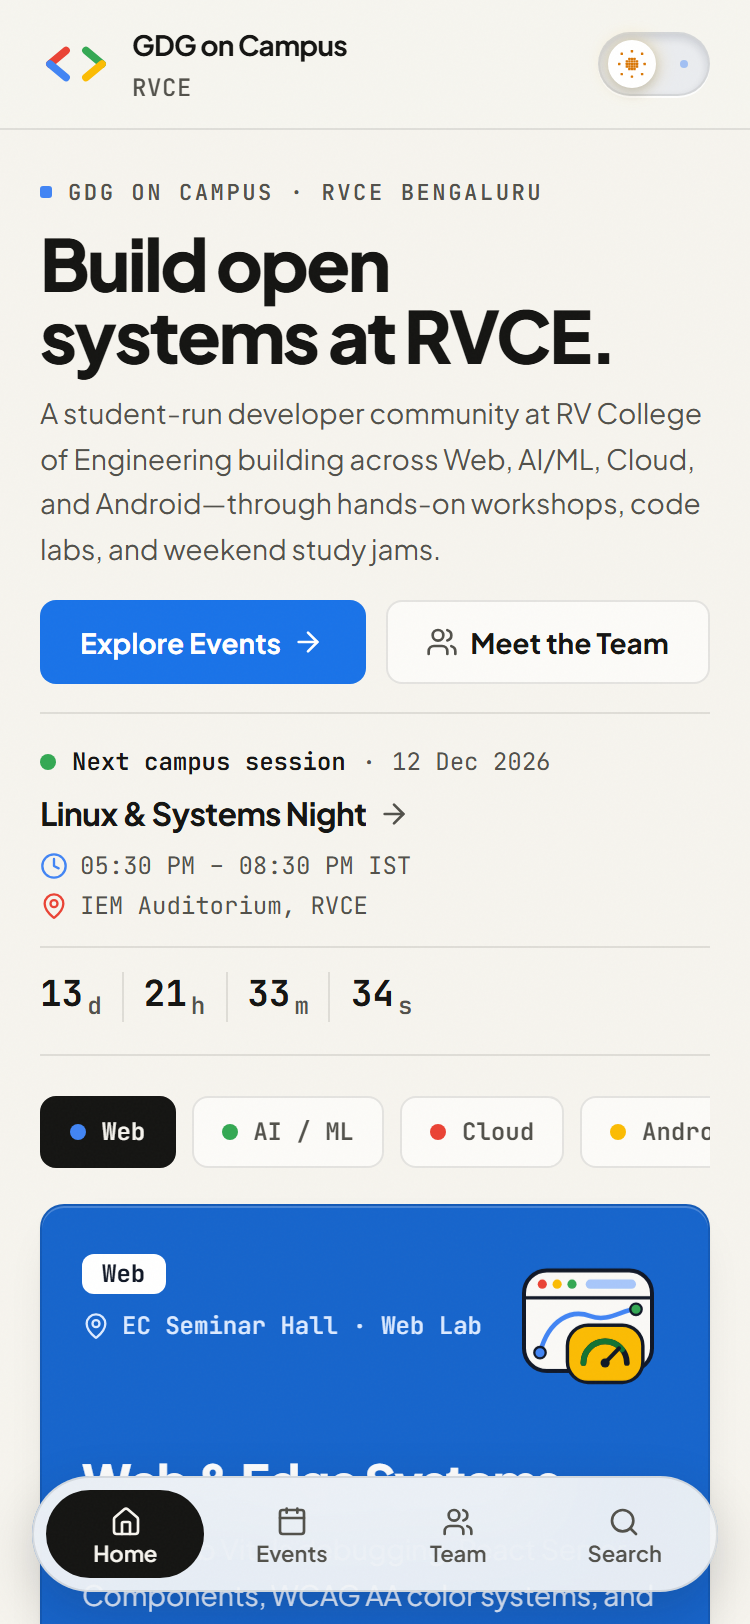 GDG on Campus
RVCE
GDG ON CAMPUS · RVCE BENGALURU
Build open
systems at RVCE.
A student-run developer community at RV College
of Engineering building across Web, AI/ML, Cloud,
and Android—through hands-on workshops, code
labs, and weekend study jams.
Explore Events →
Meet the Team
Next campus session · 12 Dec 2026
Linux & Systems Night →
05:30 PM – 08:30 PM IST
IEM Auditorium, RVCE
13 d 21 h 33 m 34 s
Web
AI / ML
Cloud
Andro
Web
EC Seminar Hall · Web Lab
Web & Edge Systems
Home
Events
Team
Search
Components, WCAG AA color systems, and